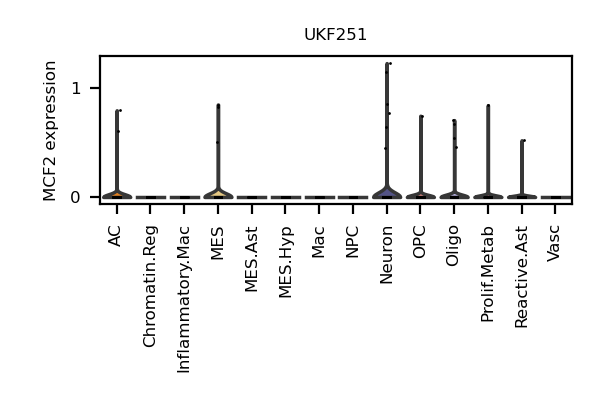 UKF251
MCF2 expression
1
0
AC
Chromatin.Reg
Inflammatory.Mac
MES
MES.Ast
MES.Hyp
Mac
NPC
Neuron
OPC
Oligo
Prolif.Metab
Reactive.Ast
Vasc